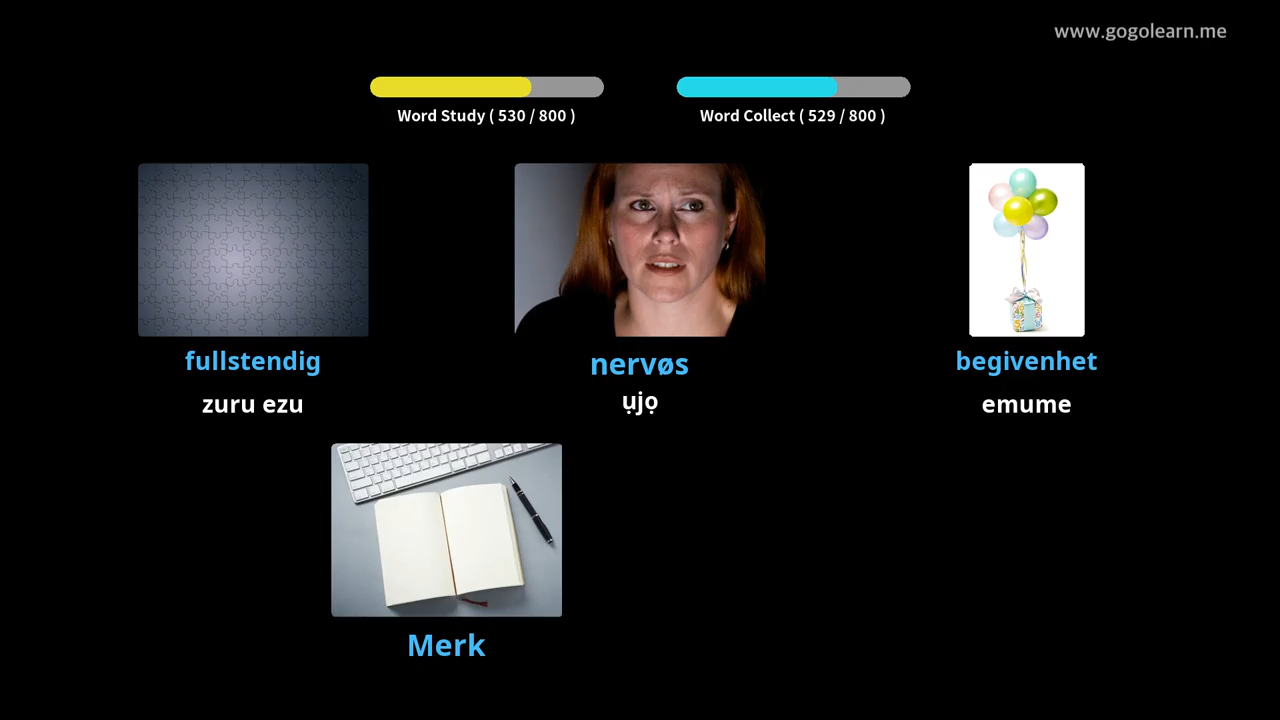 www.gogolearn.me
Word Study ( 530 / 800 )
Word Collect ( 529 / 800 )
fullstendig
nervøs
begivenhet
zuru ezu
ụjọ
emume
Merk